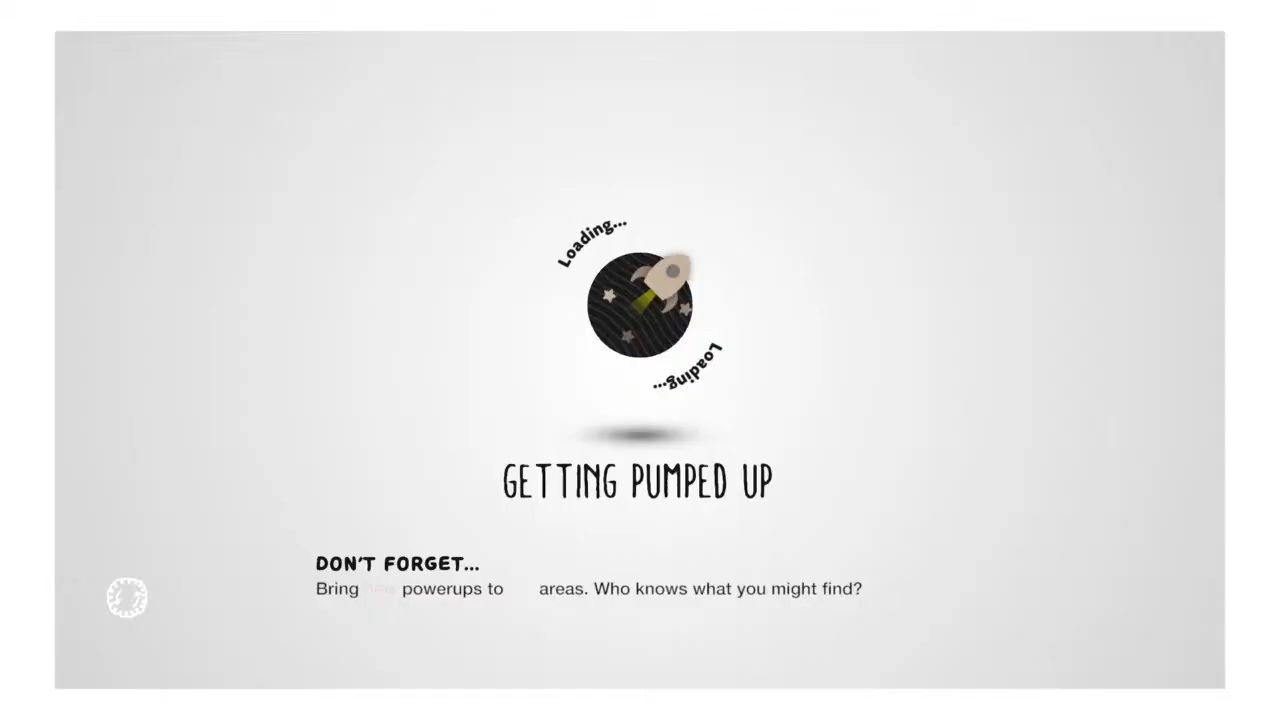 Loading...
Loading...
GETTING PUMPED UP
DON'T FORGET...
Bring powerups to areas. Who knows what you might find?